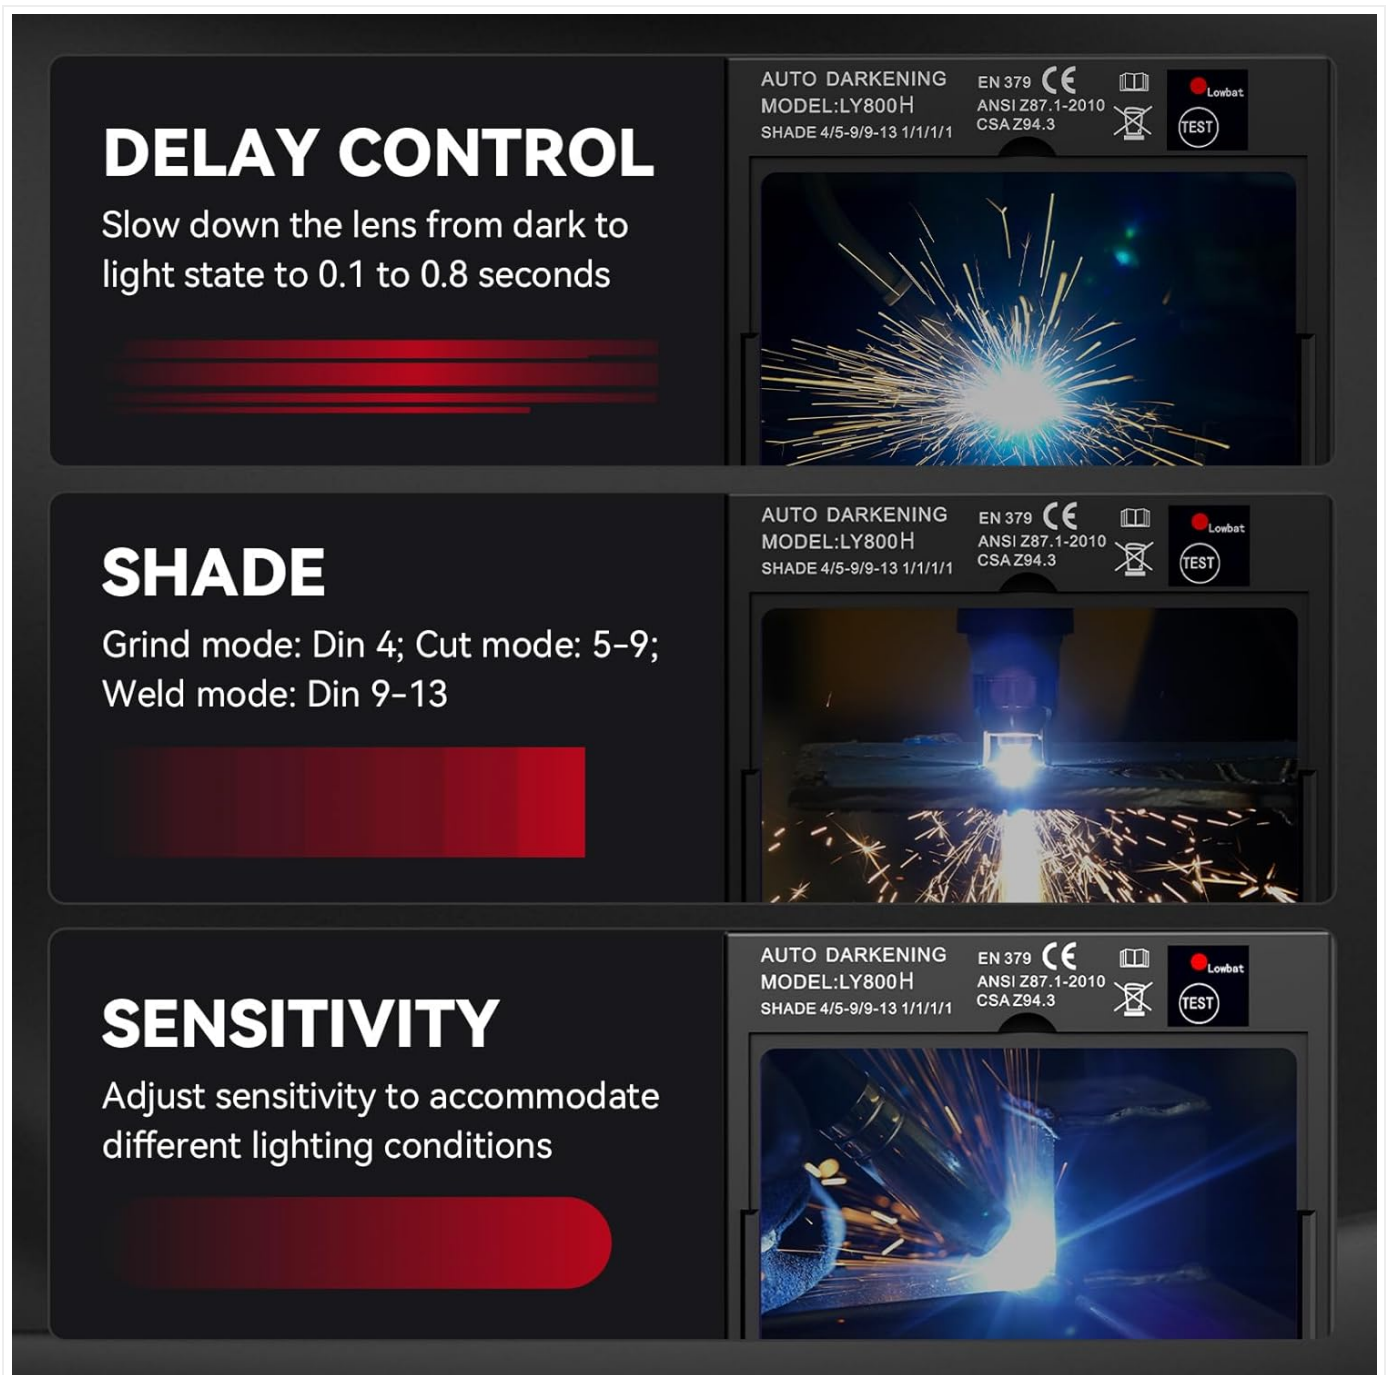 DELAY CONTROL
Slow down the lens from dark to
light state to 0.1 to 0.8 seconds
AUTO DARKENING
MODEL:LY800H
SHADE 4/5-9/9-13 1/1/1/1
EN 379 CE
ANSI Z87.1-2010
CSA Z94.3
Lowbat
TEST
SHADE
Grind mode: Din 4; Cut mode: 5-9;
Weld mode: Din 9-13
AUTO DARKENING
MODEL:LY800H
SHADE 4/5-9/9-13 1/1/1/1
EN 379 CE
ANSI Z87.1-2010
CSA Z94.3
Lowbat
TEST
SENSITIVITY
Adjust sensitivity to accommodate
different lighting conditions
AUTO DARKENING
MODEL:LY800H
SHADE 4/5-9/9-13 1/1/1/1
EN 379 CE
ANSI Z87.1-2010
CSA Z94.3
Lowbat
TEST